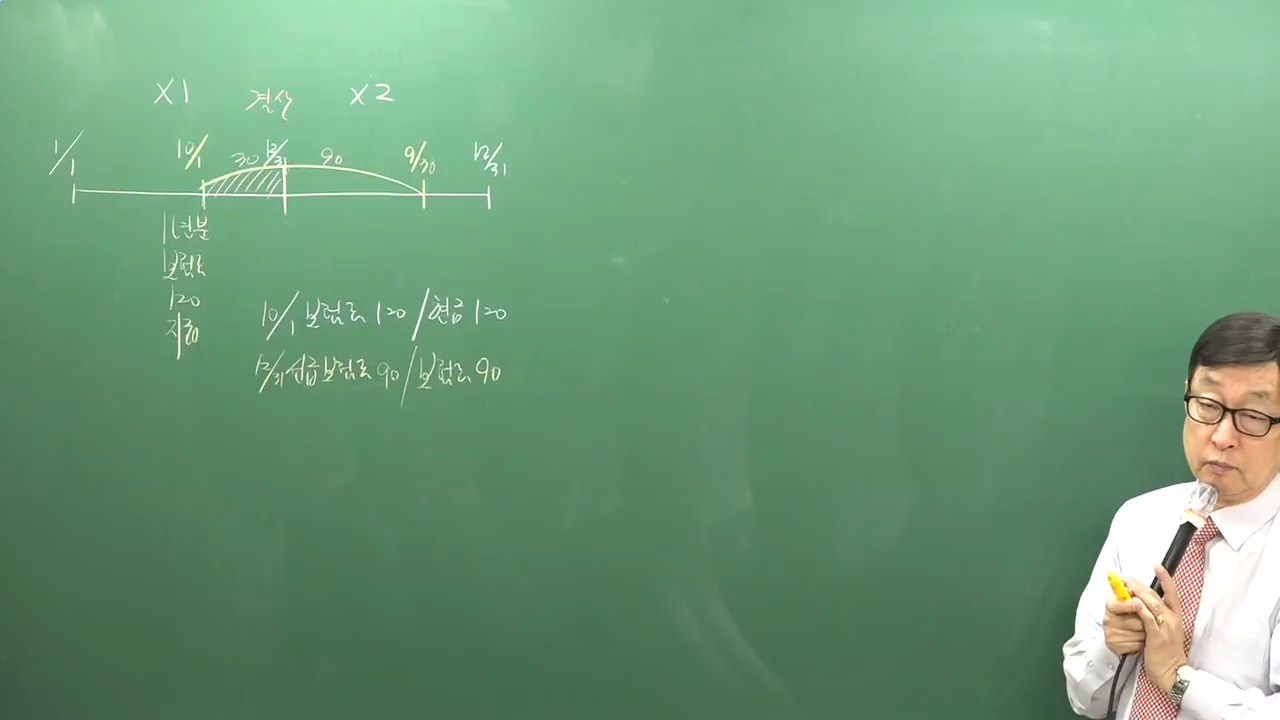 X1 결산 X2
1/1 10/1 30 12/31 90 9/30 12/31
1년분
보험료
120
지급
10/1 보험료 120 / 현금 120
12/31 선급보험료 90 / 보험료 90